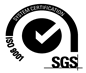 SYSTEM CERTIFICATION
ISO 9001
SGS